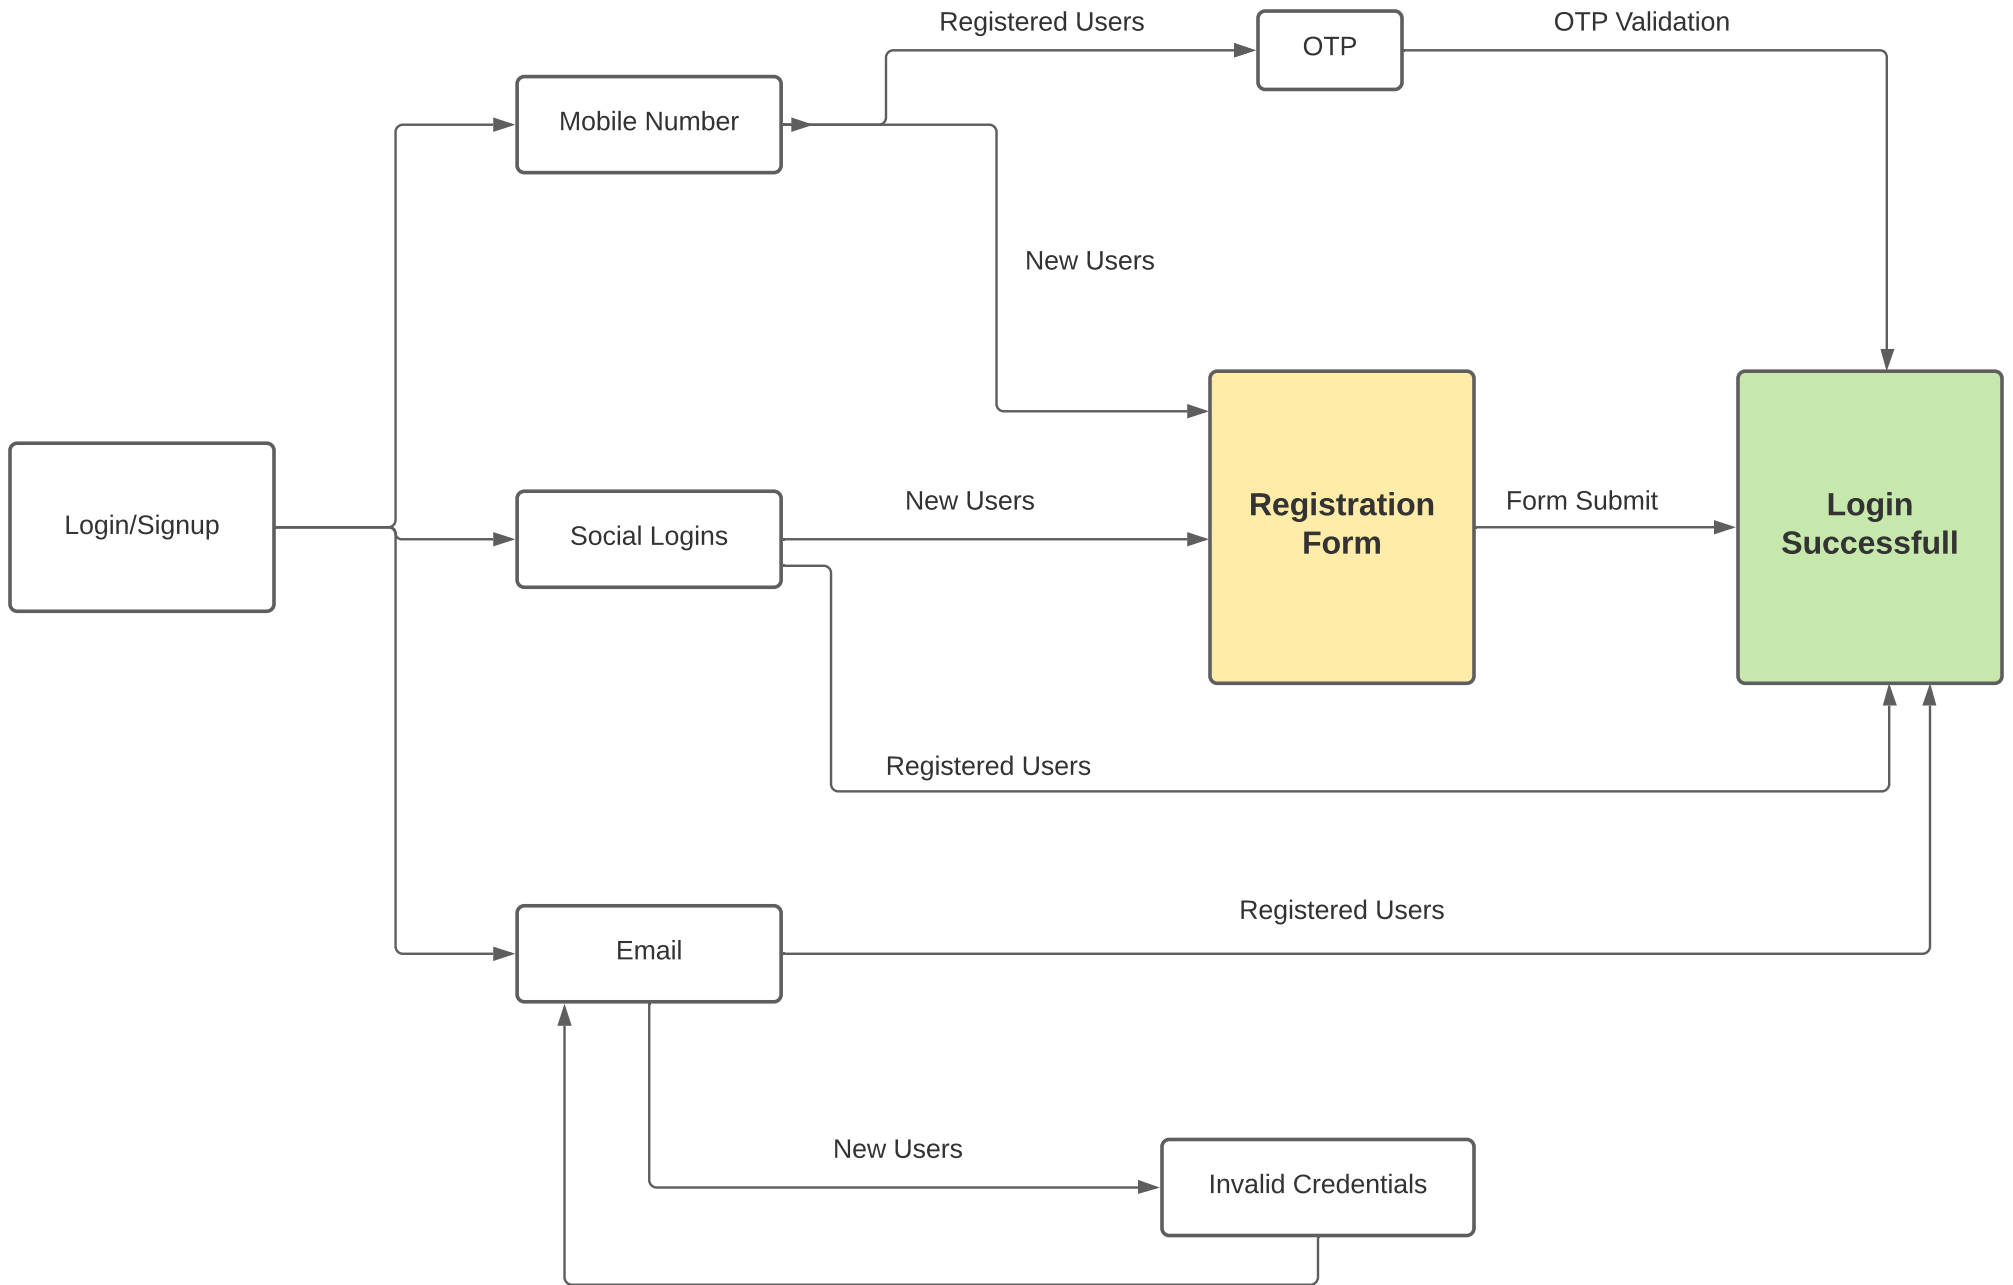 Registered Users
OTP
OTP Validation
Mobile Number
New Users
Login/Signup
Social Logins
New Users
Registration
Form
Form Submit
Login
Successfull
Registered Users
Email
Registered Users
New Users
Invalid Credentials